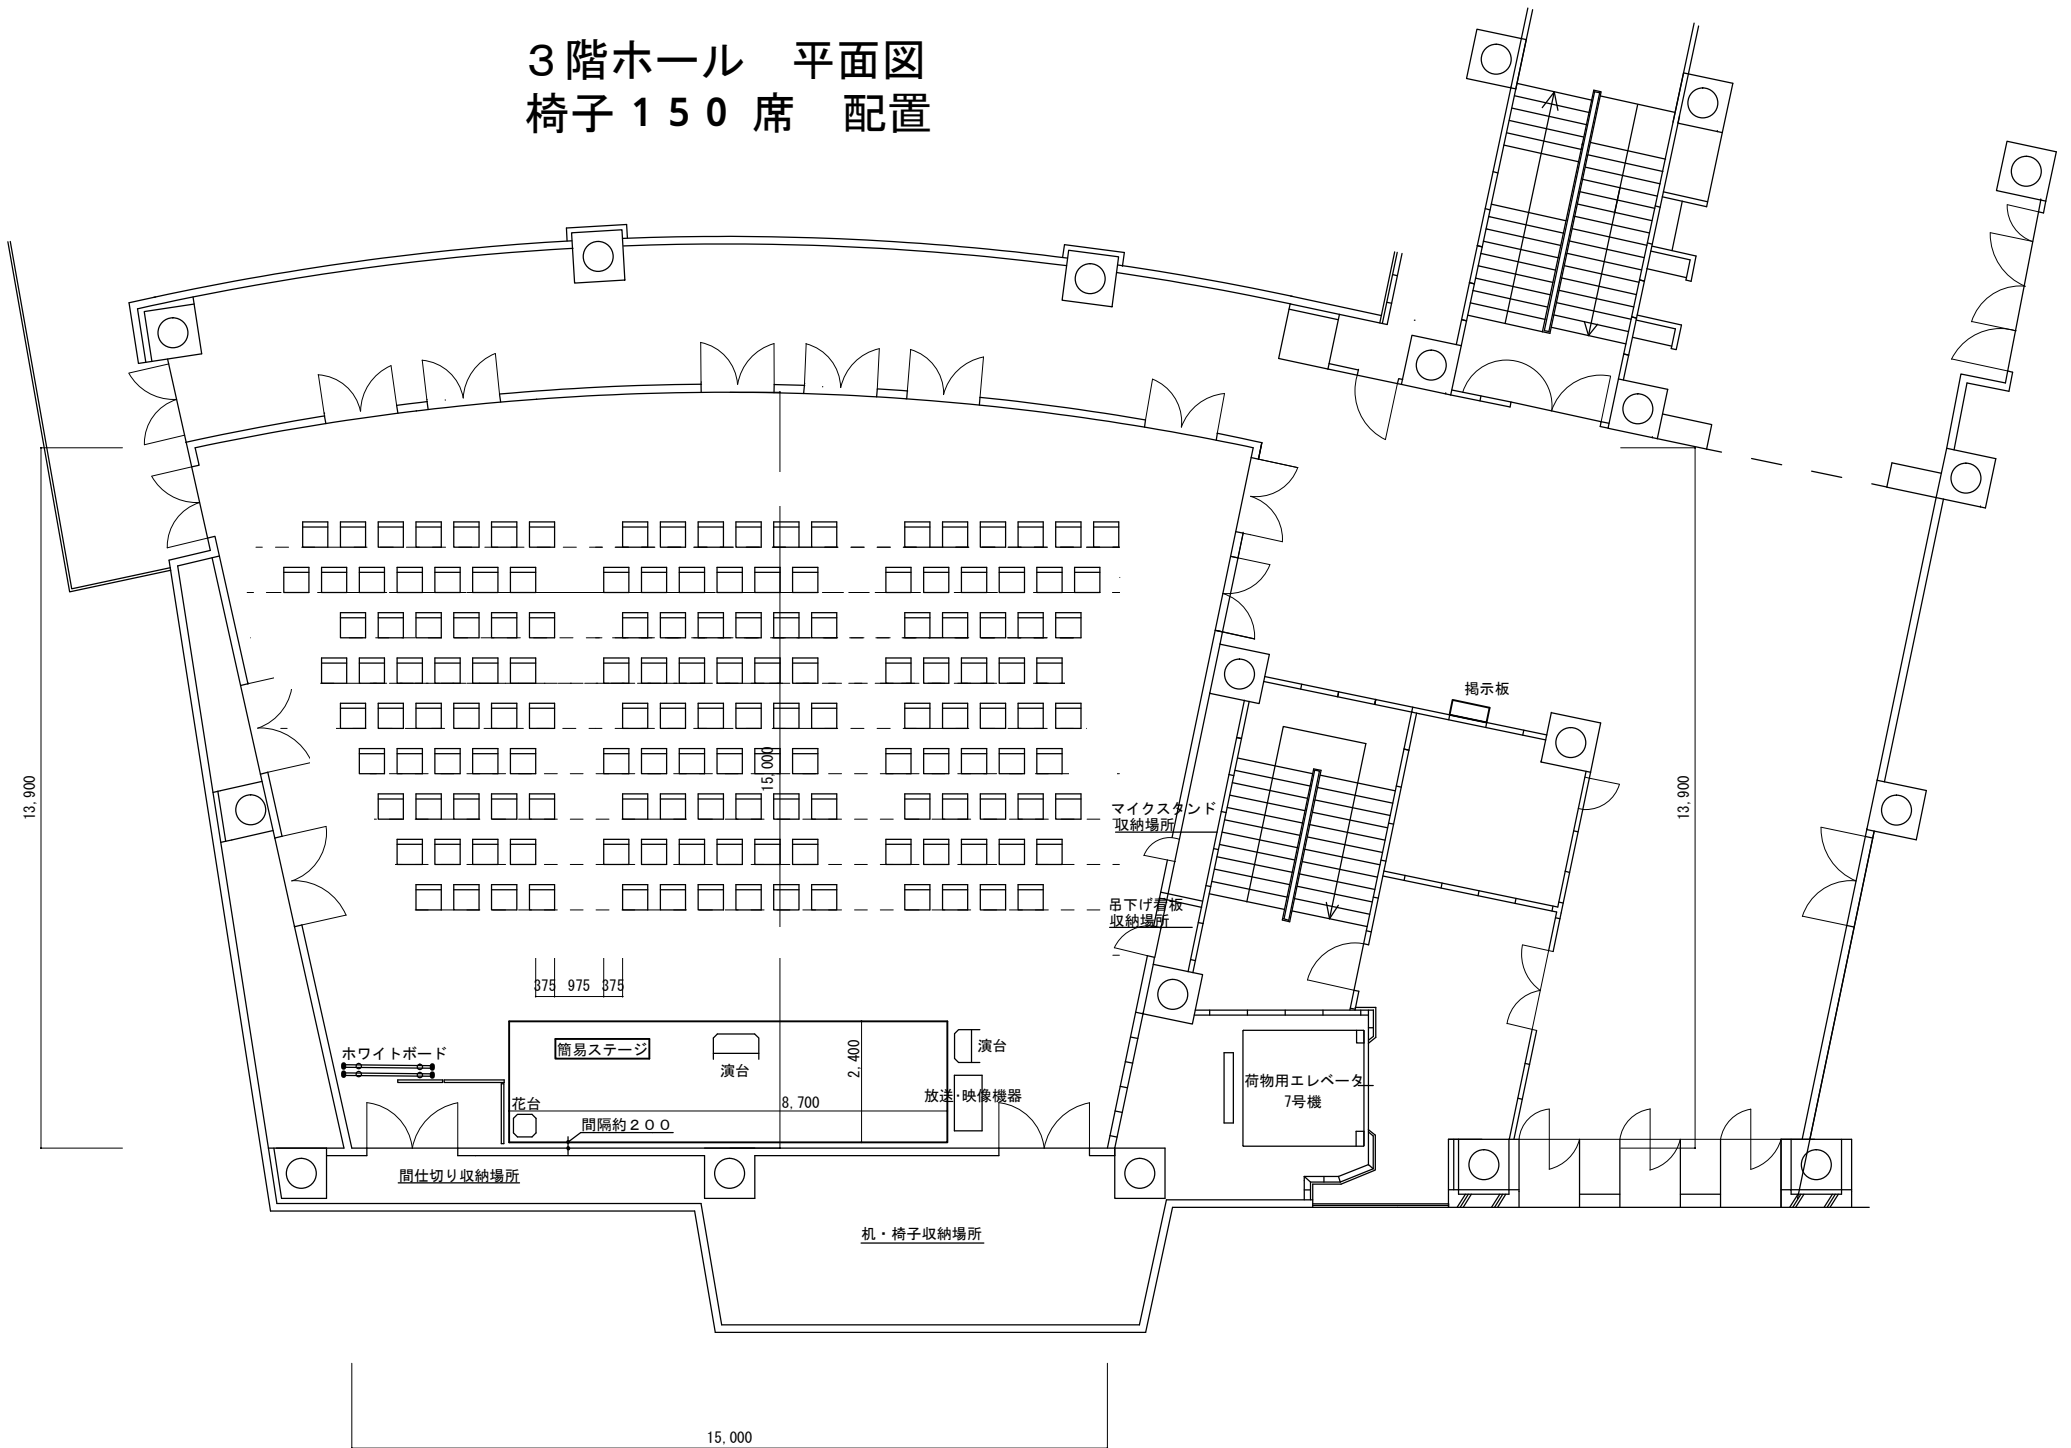 ３階ホール　平面図
椅子１５０席　配置
掲示板
13,900
15,000
マイクスタンド
収納場所
13,900
吊下げ看板
収納場所
375 975 375
ホワイトボード
簡易ステージ
演台
2,400
演台
荷物用エレベータ
7号機
花台
8,700
放送・映像機器
間隔約２００
間仕切り収納場所
机・椅子収納場所
15,000